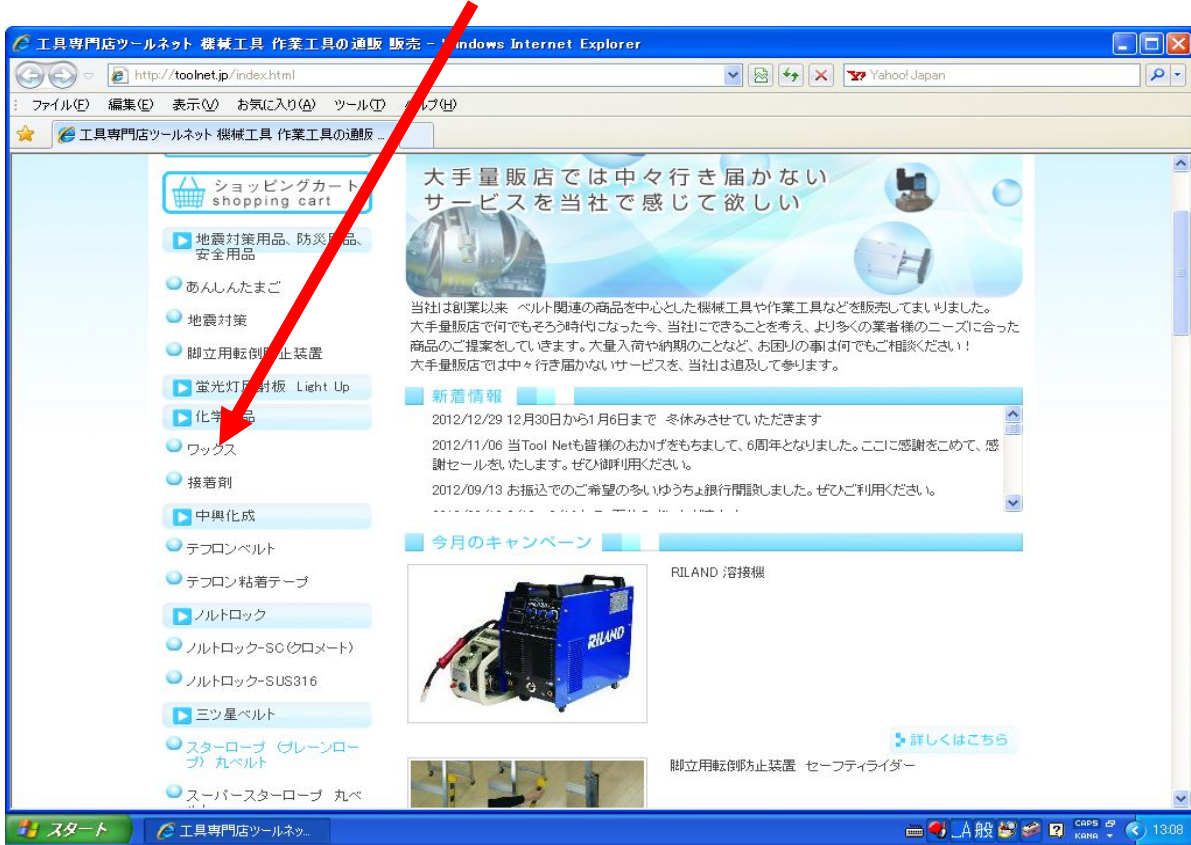 工具専門店ツールネット 機械工具 作業工具の通販 販売 - Windows Internet Explorer
http://toolnet.jp/index.html
Yahoo! Japan
ファイル(F) 編集(E) 表示(V) お気に入り(A) ツール(T) ヘルプ(H)
工具専門店ツールネット 機械工具 作業工具の通販 ...
ショッピングカート
shopping cart
地震対策用品、防災用品、
安全用品
あんしんたまご
地震対策
脚立用転倒防止装置
蛍光灯反射板 Light Up
化学製品
ワックス
接着剤
中興化成
テフロンベルト
テフロン粘着テープ
ノルトロック
ノルトロック-SC(クロメート)
ノルトロック-SUS316
三ツ星ベルト
スターロープ (プレーンロー
プ) 丸ベルト
スーパースターロープ 丸ベ
大手量販店では中々行き届かない
サービスを当社で感じて欲しい
当社は創業以来 ベルト関連の商品を中心とした機械工具や作業工具などを販売してまいりました。
大手量販店で何でもそろう時代になった今、当社にできることを考え、より多くの業者様のニーズに合った
商品のご提案をしていきます。大量入荷や納期のことなど、お困りの事は何でもご相談ください!
大手量販店では中々行き届かないサービスを、当社は追及して参ります。
新着情報
2012/12/29 12月30日から1月6日まで 冬休みさせていただきます
2012/11/06 当Tool Netも皆様のおかげをもちまして、6周年となりました。ここに感謝をこめて、感
謝セールをいたします。ぜひ御利用ください。
2012/09/13 お振込でのご希望の多いゆうちょ銀行開設しました。ぜひご利用ください。
今月のキャンペーン
RILAND 溶接機
RILAND
詳しくはこちら
脚立用転倒防止装置 セーフティライダー
スタート
工具専門店ツールネッ...
A 般
CAPS
KANA
13:08